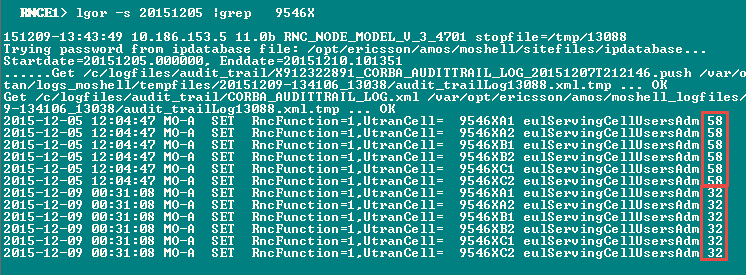 RNCE1> lgor -s 20151205 |grep   9546X
151209-13:43:49 10.186.153.5 11.0b RNC_NODE_MODEL_V_3_4701 stopfile=/tmp/13088
Trying password from ipdatabase file: /opt/ericsson/amos/moshell/sitefiles/ipdatabase...
Startdate=20151205.000000, Enddate=20151210.101351
......Get /c/logfiles/audit_trail/X912322891_CORBA_AUDITTRAIL_LOG_20151207T212146.push /var/o
tan/logs_moshell/tempfiles/20151209-134106_13038/audit_trailLog13088.xml.tmp ... OK
Get /c/logfiles/audit_trail/CORBA_AUDITTRAIL_LOG.xml /var/opt/ericsson/amos/moshell_logfiles/
9-134106_13038/audit_trailLog13088.xml.tmp ... OK
2015-12-05 12:04:47 MO-A  SET  RncFunction=1,UtranCell=  9546XA1 eulServingCellUsersAdm 58
2015-12-05 12:04:47 MO-A  SET  RncFunction=1,UtranCell=  9546XA2 eulServingCellUsersAdm 58
2015-12-05 12:04:47 MO-A  SET  RncFunction=1,UtranCell=  9546XB1 eulServingCellUsersAdm 58
2015-12-05 12:04:47 MO-A  SET  RncFunction=1,UtranCell=  9546XB2 eulServingCellUsersAdm 58
2015-12-05 12:04:47 MO-A  SET  RncFunction=1,UtranCell=  9546XC1 eulServingCellUsersAdm 58
2015-12-05 12:04:47 MO-A  SET  RncFunction=1,UtranCell=  9546XC2 eulServingCellUsersAdm 58
2015-12-09 00:31:08 MO-A  SET  RncFunction=1,UtranCell=  9546XA1 eulServingCellUsersAdm 32
2015-12-09 00:31:08 MO-A  SET  RncFunction=1,UtranCell=  9546XA2 eulServingCellUsersAdm 32
2015-12-09 00:31:08 MO-A  SET  RncFunction=1,UtranCell=  9546XB1 eulServingCellUsersAdm 32
2015-12-09 00:31:08 MO-A  SET  RncFunction=1,UtranCell=  9546XB2 eulServingCellUsersAdm 32
2015-12-09 00:31:08 MO-A  SET  RncFunction=1,UtranCell=  9546XC1 eulServingCellUsersAdm 32
2015-12-09 00:31:08 MO-A  SET  RncFunction=1,UtranCell=  9546XC2 eulServingCellUsersAdm 32